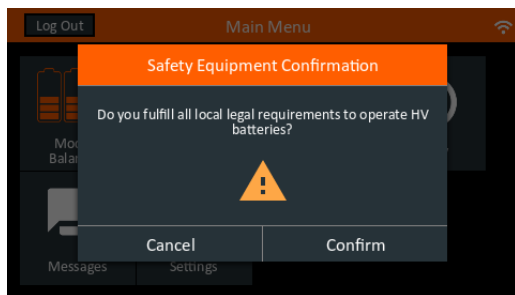 Log Out
Main Menu
Safety Equipment Confirmation
Do you fulfill all local legal requirements to operate HV
batteries?
Cancel
Confirm
Messages
Settings